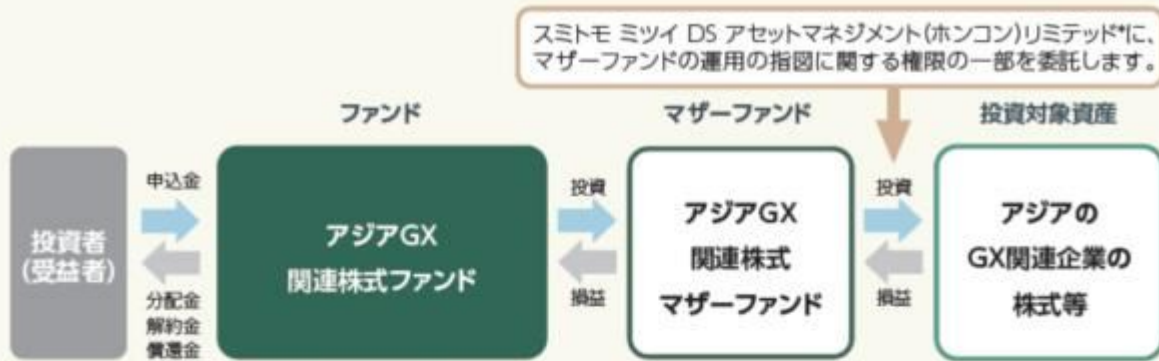 スミトモ ミツイ DS アセットマネジメント(ホンコン)リミテッド*に、
マザーファンドの運用の指図に関する権限の一部を委託します。
ファンド
マザーファンド
投資対象資産
投資者
(受益者)
申込金
分配金
解約金
償還金
アジアGX
関連株式ファンド
投資
損益
アジアGX
関連株式
マザーファンド
投資
損益
アジアの
GX関連企業の
株式等